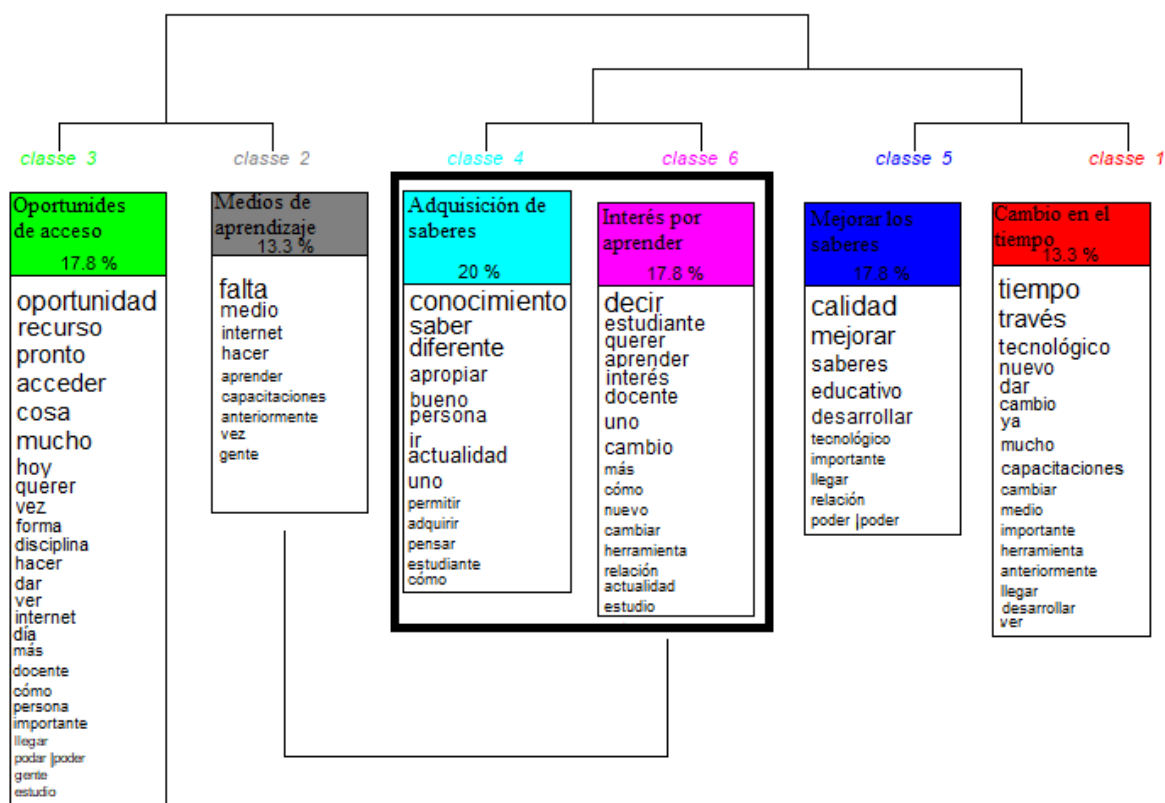 classe 3
classe 2
classe 4
classe 6
classe 5
classe 1
Oportunides
de acceso
17.8 %
oportunidad
recurso
pronto
acceder
cosa
mucho
hoy
querer
vez
forma
disciplina
hacer
dar
ver
internet
día
más
docente
cómo
persona
importante
llegar
podar |poder
gente
estudio
Medios de
aprendizaje
13.3 %
falta
medio
internet
hacer
aprender
capacitaciones
anteriormente
vez
gente
Adquisición de
saberes
20 %
conocimiento
saber
diferente
apropiar
bueno
persona
ir
actualidad
uno
permitir
adquirir
pensar
estudiante
cómo
Interés por
aprender
17.8 %
decir
estudiante
querer
aprender
interés
docente
uno
cambio
más
cómo
nuevo
cambiar
herramienta
relación
actualidad
estudio
Mejorar los
saberes
17.8 %
calidad
mejorar
saberes
educativo
desarrollar
tecnológico
importante
llegar
relación
poder |poder
Cambio en el
tiempo
13.3 %
tiempo
través
tecnológico
nuevo
dar
cambio
ya
mucho
capacitaciones
cambiar
medio
importante
herramienta
anteriormente
llegar
desarrollar
ver